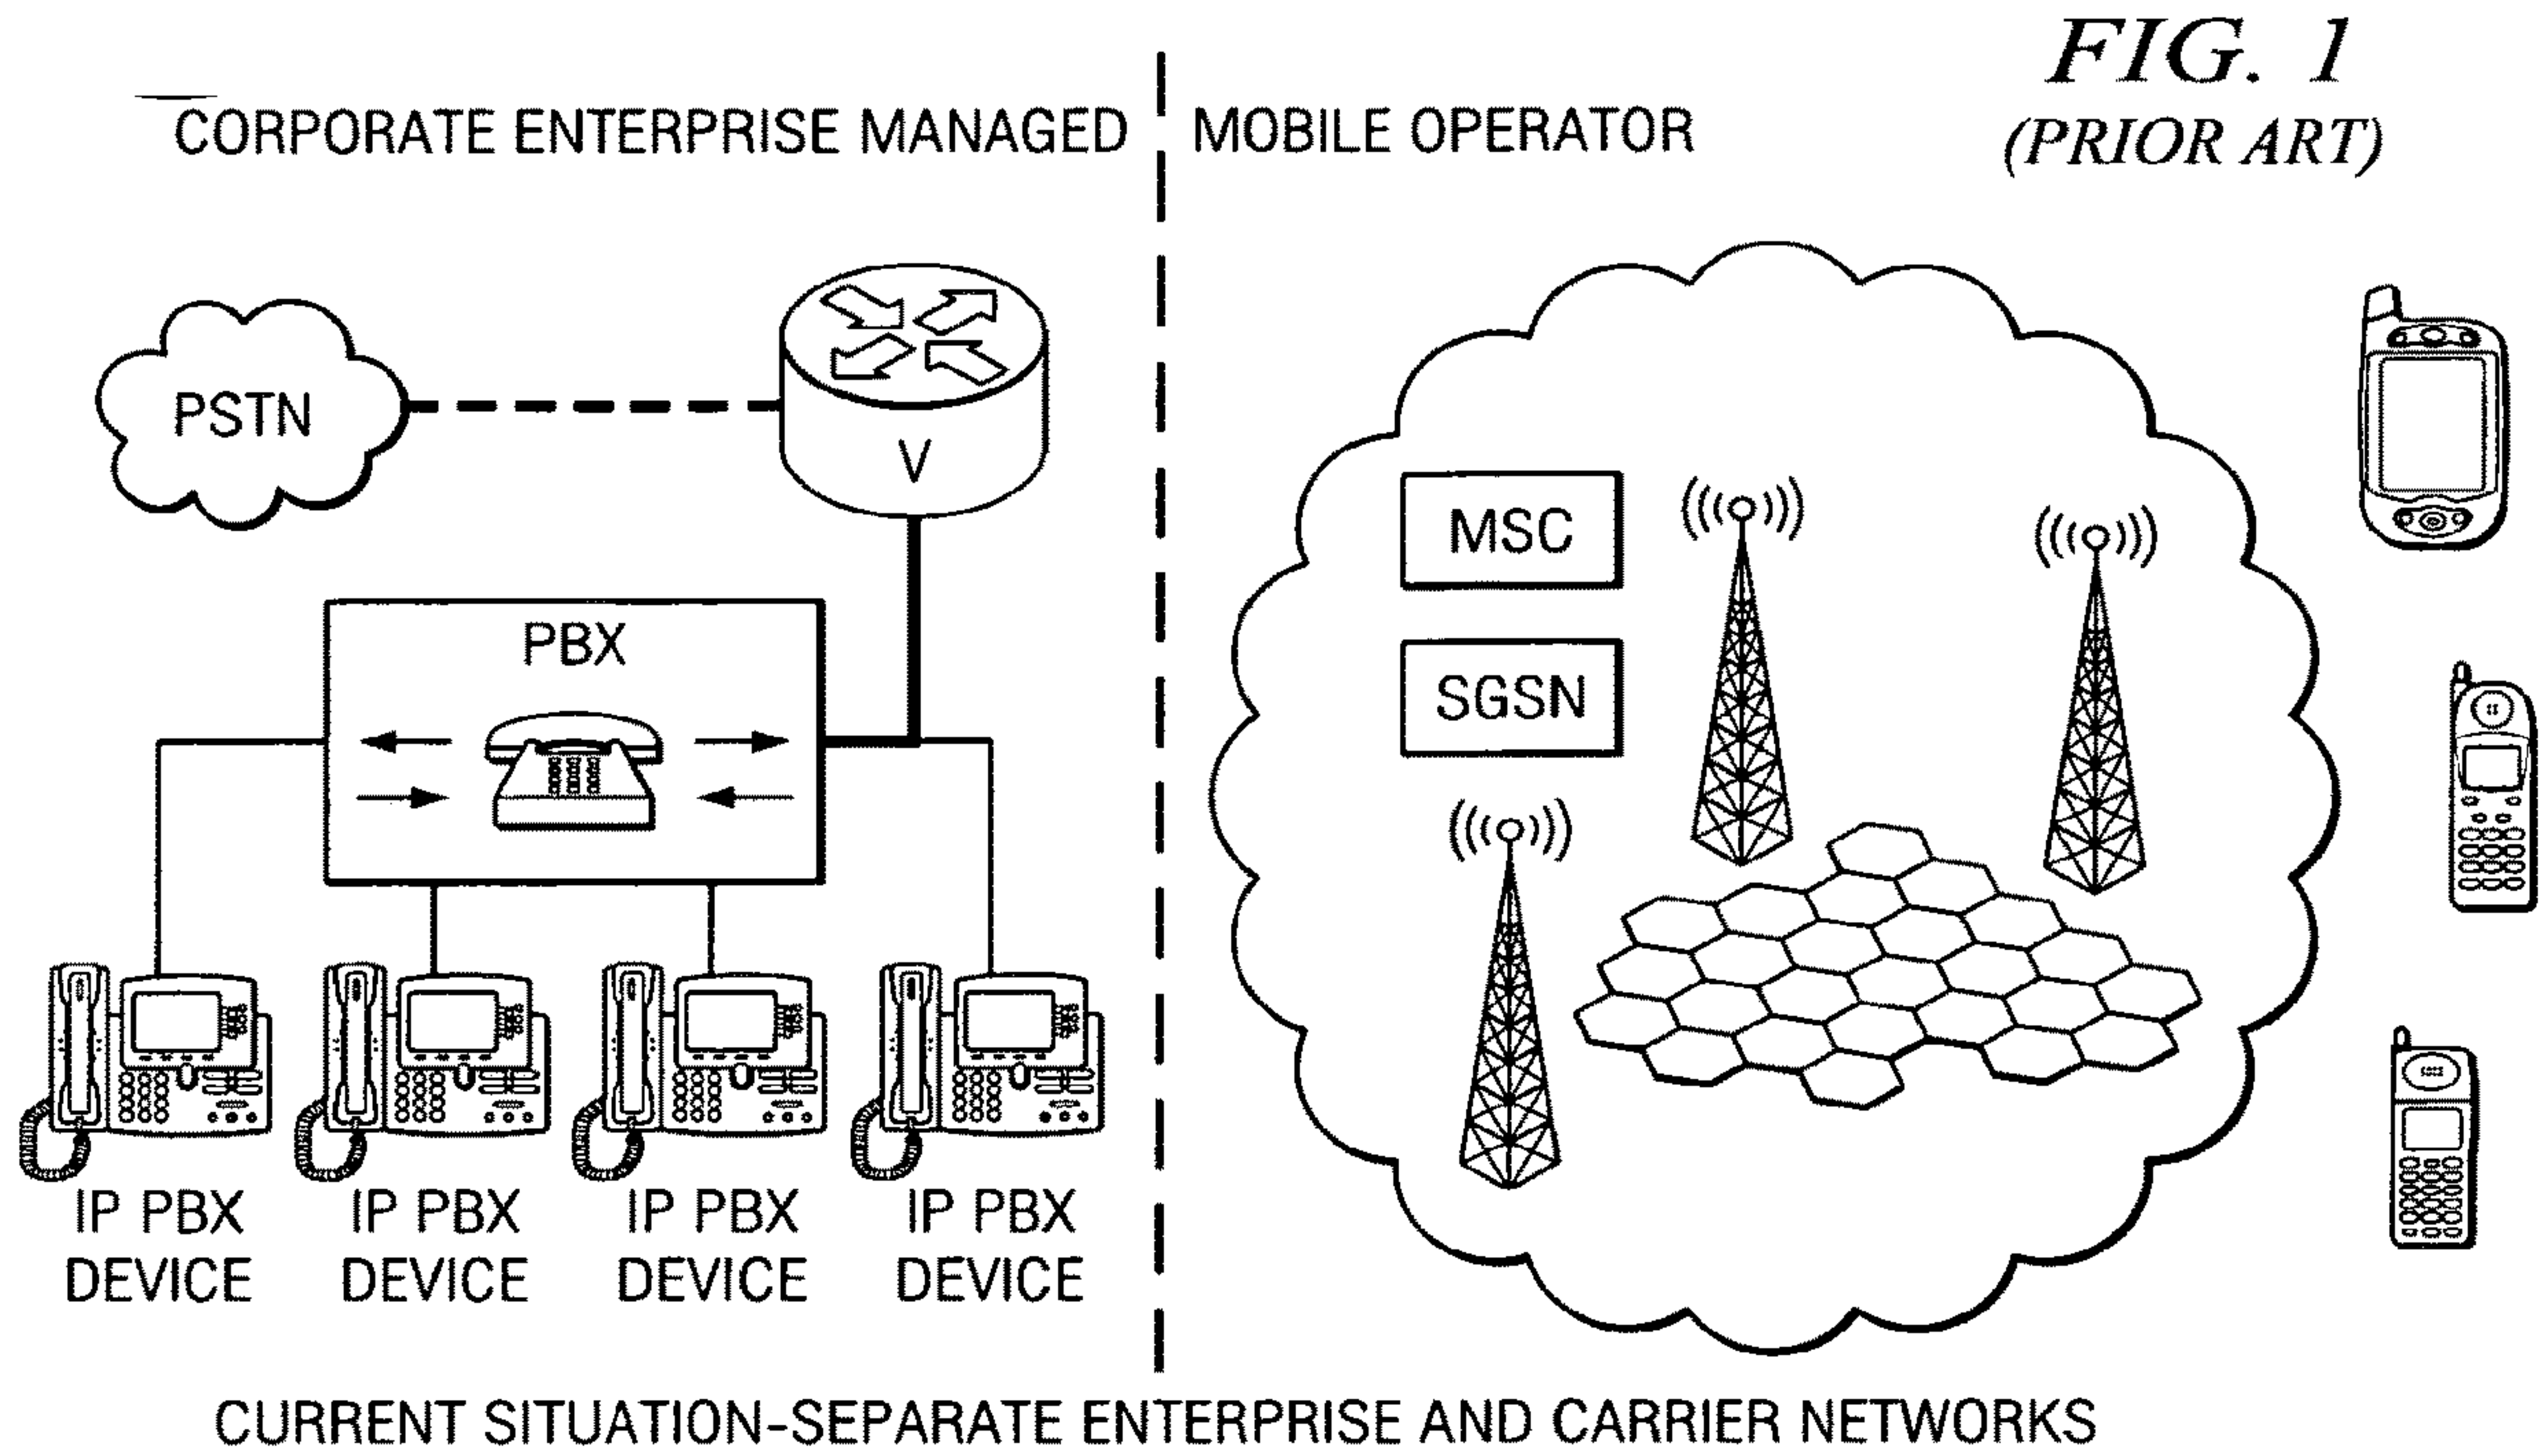 FIG. 1
(PRIOR ART)
CORPORATE ENTERPRISE MANAGED
MOBILE OPERATOR
PSTN
V
MSC
PBX
SGSN
IP PBX
DEVICE
IP PBX
DEVICE
IP PBX
DEVICE
IP PBX
DEVICE
CURRENT SITUATION-SEPARATE ENTERPRISE AND CARRIER NETWORKS